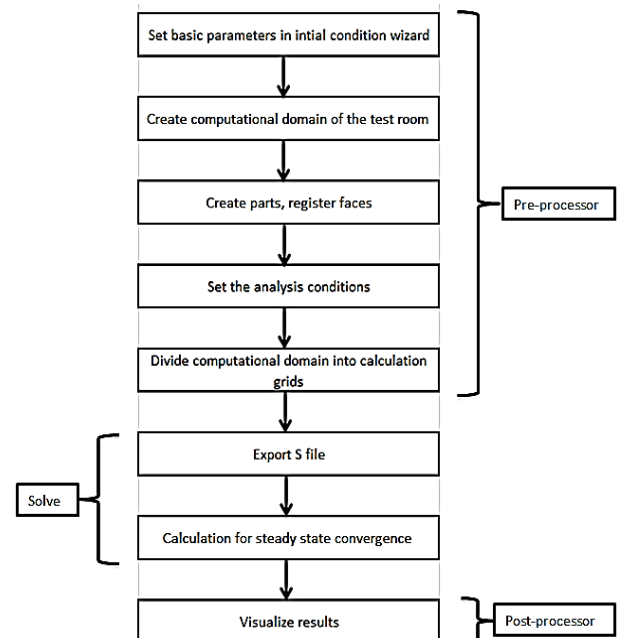 Set basic parameters in intial condition wizard
Create computational domain of the test room
Create parts, register faces
Pre-processor
Set the analysis conditions
Divide computational domain into calculation
grids
Export S file
Solve
Calculation for steady state convergence
Visualize results
Post-processor